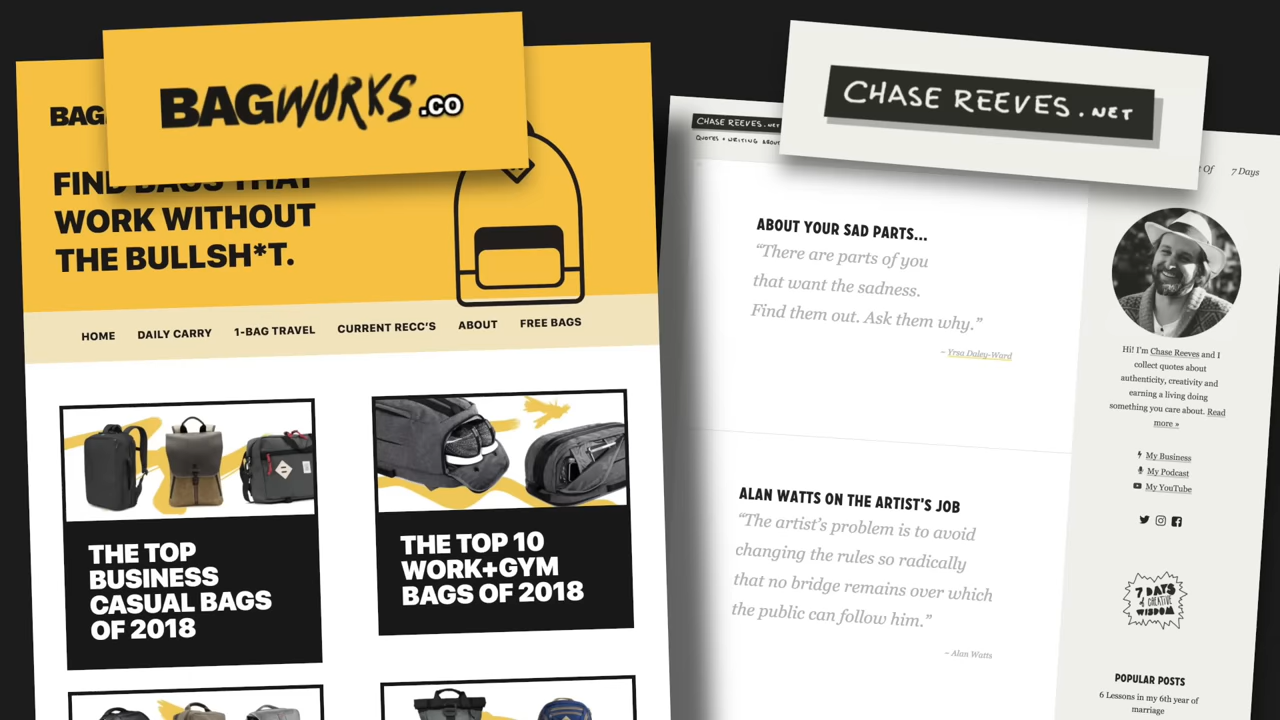 BAGWORKS.CO
BAG
FIND BAGS THAT
WORK WITHOUT
THE BULLSH*T.
HOME DAILY CARRY 1-BAG TRAVEL CURRENT RECC'S ABOUT FREE BAGS
THE TOP
BUSINESS
CASUAL BAGS
OF 2018
THE TOP 10
WORK+GYM
BAGS OF 2018
CHASE REEVES.NET
CHASE REEVES.NET
QUOTES + WRITING ABOUT
Of 7 Days
ABOUT YOUR SAD PARTS...
“There are parts of you
that want the sadness.
Find them out. Ask them why.”
~ Yrsa Daley-Ward
ALAN WATTS ON THE ARTIST'S JOB
“The artist's problem is to avoid
changing the rules so radically
that no bridge remains over which
the public can follow him.”
~ Alan Watts
Hi! I'm Chase Reeves and I
collect quotes about
authenticity, creativity and
earning a living doing
something you care about. Read
more »
My Business
My Podcast
My YouTube
7 DAYS
of CREATIVE
WISDOM
POPULAR POSTS
6 Lessons in my 6th year of
marriage